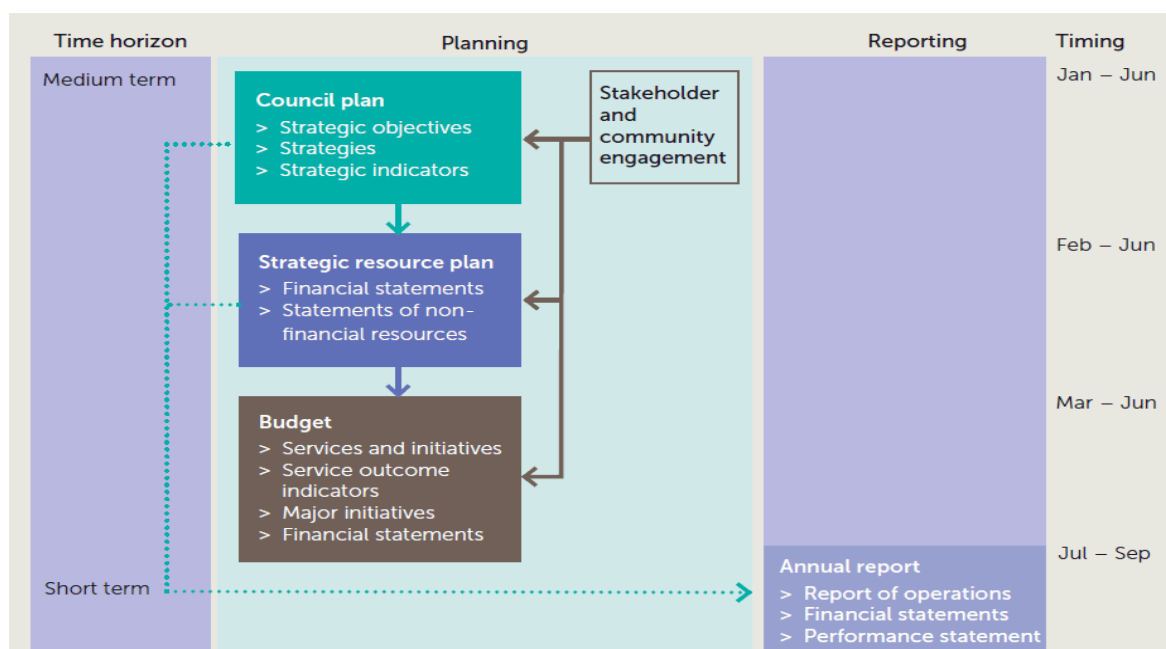 Time horizon
Planning
Reporting
Timing
Medium term
Jan – Jun
Council plan
> Strategic objectives
> Strategies
> Strategic indicators
Stakeholder
and
community
engagement
Feb – Jun
Strategic resource plan
> Financial statements
> Statements of non-
financial resources
Mar – Jun
Budget
> Services and initiatives
> Service outcome
indicators
> Major initiatives
> Financial statements
Short term
Jul – Sep
Annual report
> Report of operations
> Financial statements
> Performance statement